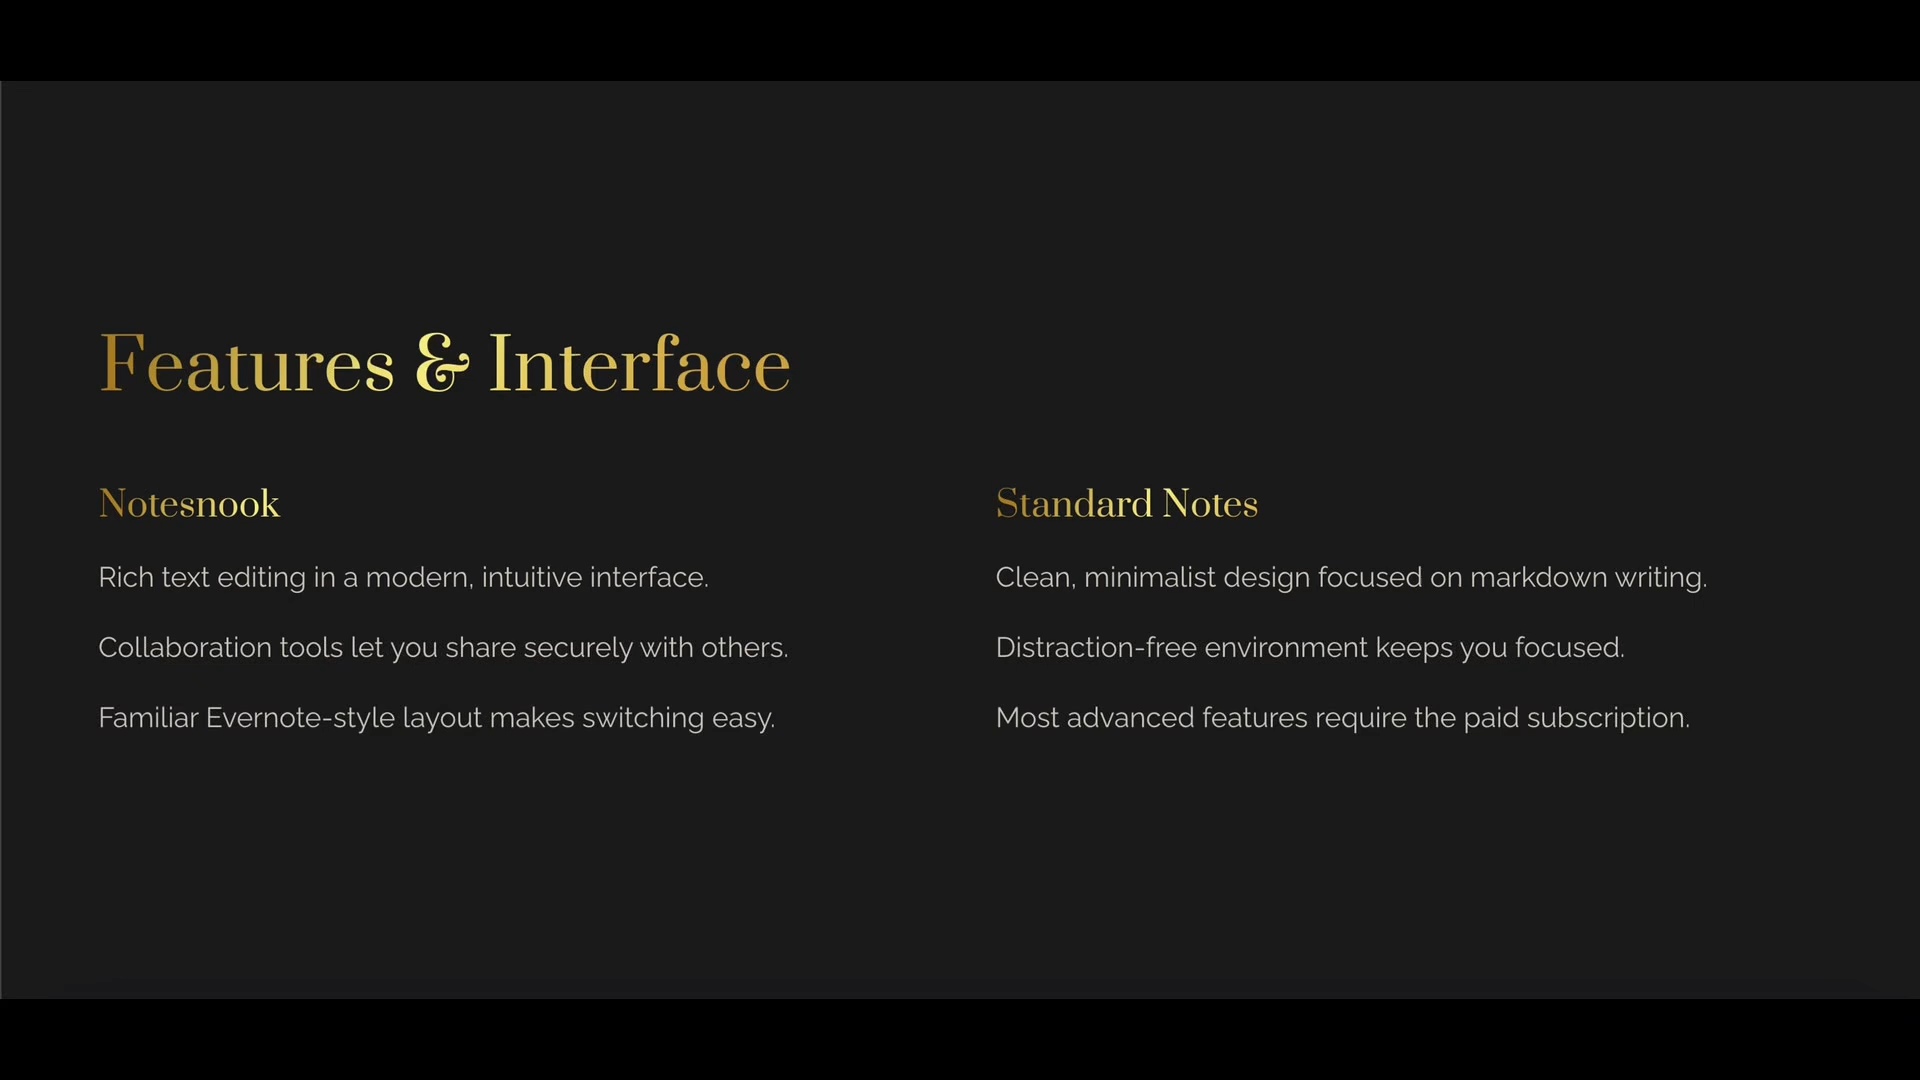 Features & Interface
Notesnook
Rich text editing in a modern, intuitive interface.
Collaboration tools let you share securely with others.
Familiar Evernote-style layout makes switching easy.
Standard Notes
Clean, minimalist design focused on markdown writing.
Distraction-free environment keeps you focused.
Most advanced features require the paid subscription.